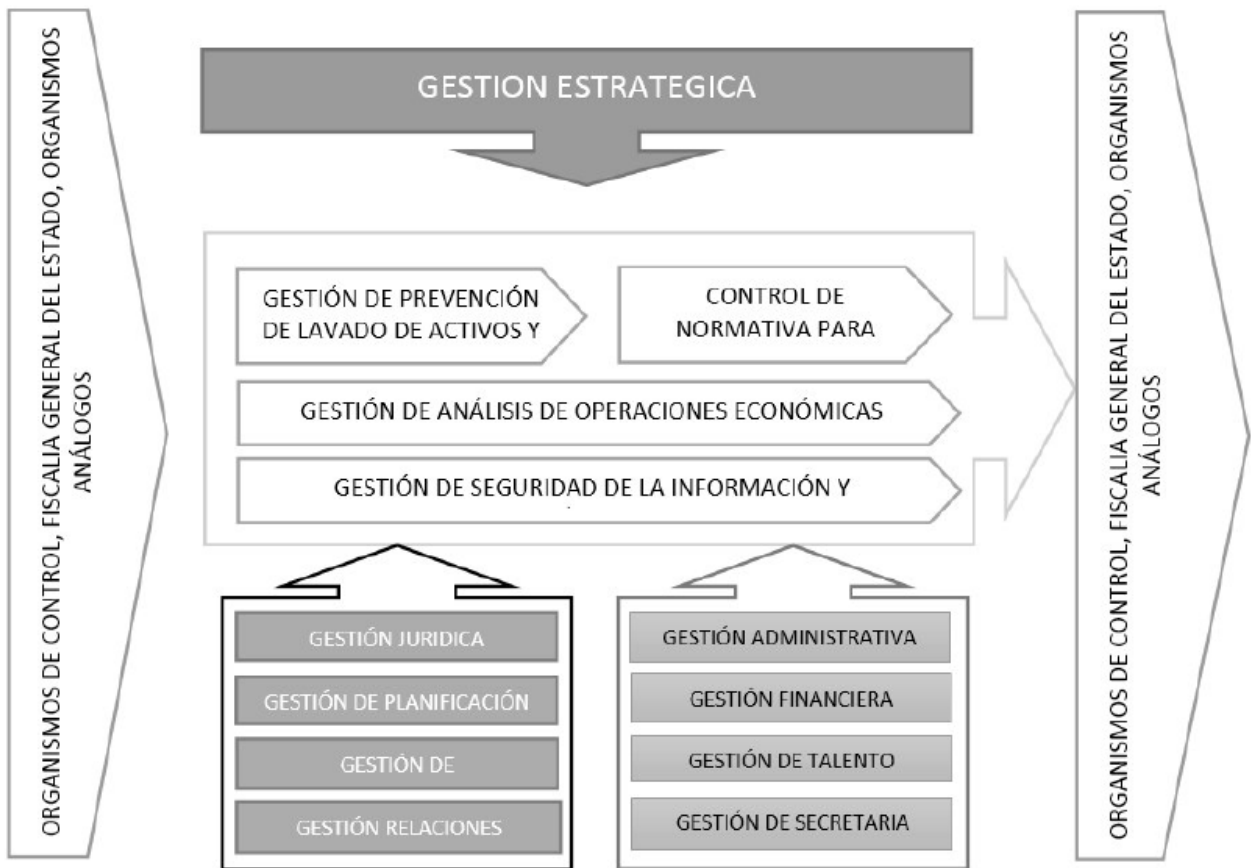 ORGANISMOS DE CONTROL, FISCALIA GENERAL DEL ESTADO, ORGANISMOS
ANÁLOGOS
GESTION ESTRATEGICA
GESTIÓN DE PREVENCIÓN
DE LAVADO DE ACTIVOS Y
CONTROL DE
NORMATIVA PARA
GESTIÓN DE ANÁLISIS DE OPERACIONES ECONÓMICAS
GESTIÓN DE SEGURIDAD DE LA INFORMACIÓN Y
GESTIÓN JURIDICA
GESTIÓN DE PLANIFICACIÓN
GESTIÓN DE
GESTIÓN RELACIONES
GESTIÓN ADMINISTRATIVA
GESTIÓN FINANCIERA
GESTIÓN DE TALENTO
GESTIÓN DE SECRETARIA
ORGANISMOS DE CONTROL, FISCALIA GENERAL DEL ESTADO, ORGANISMOS
ANÁLOGOS